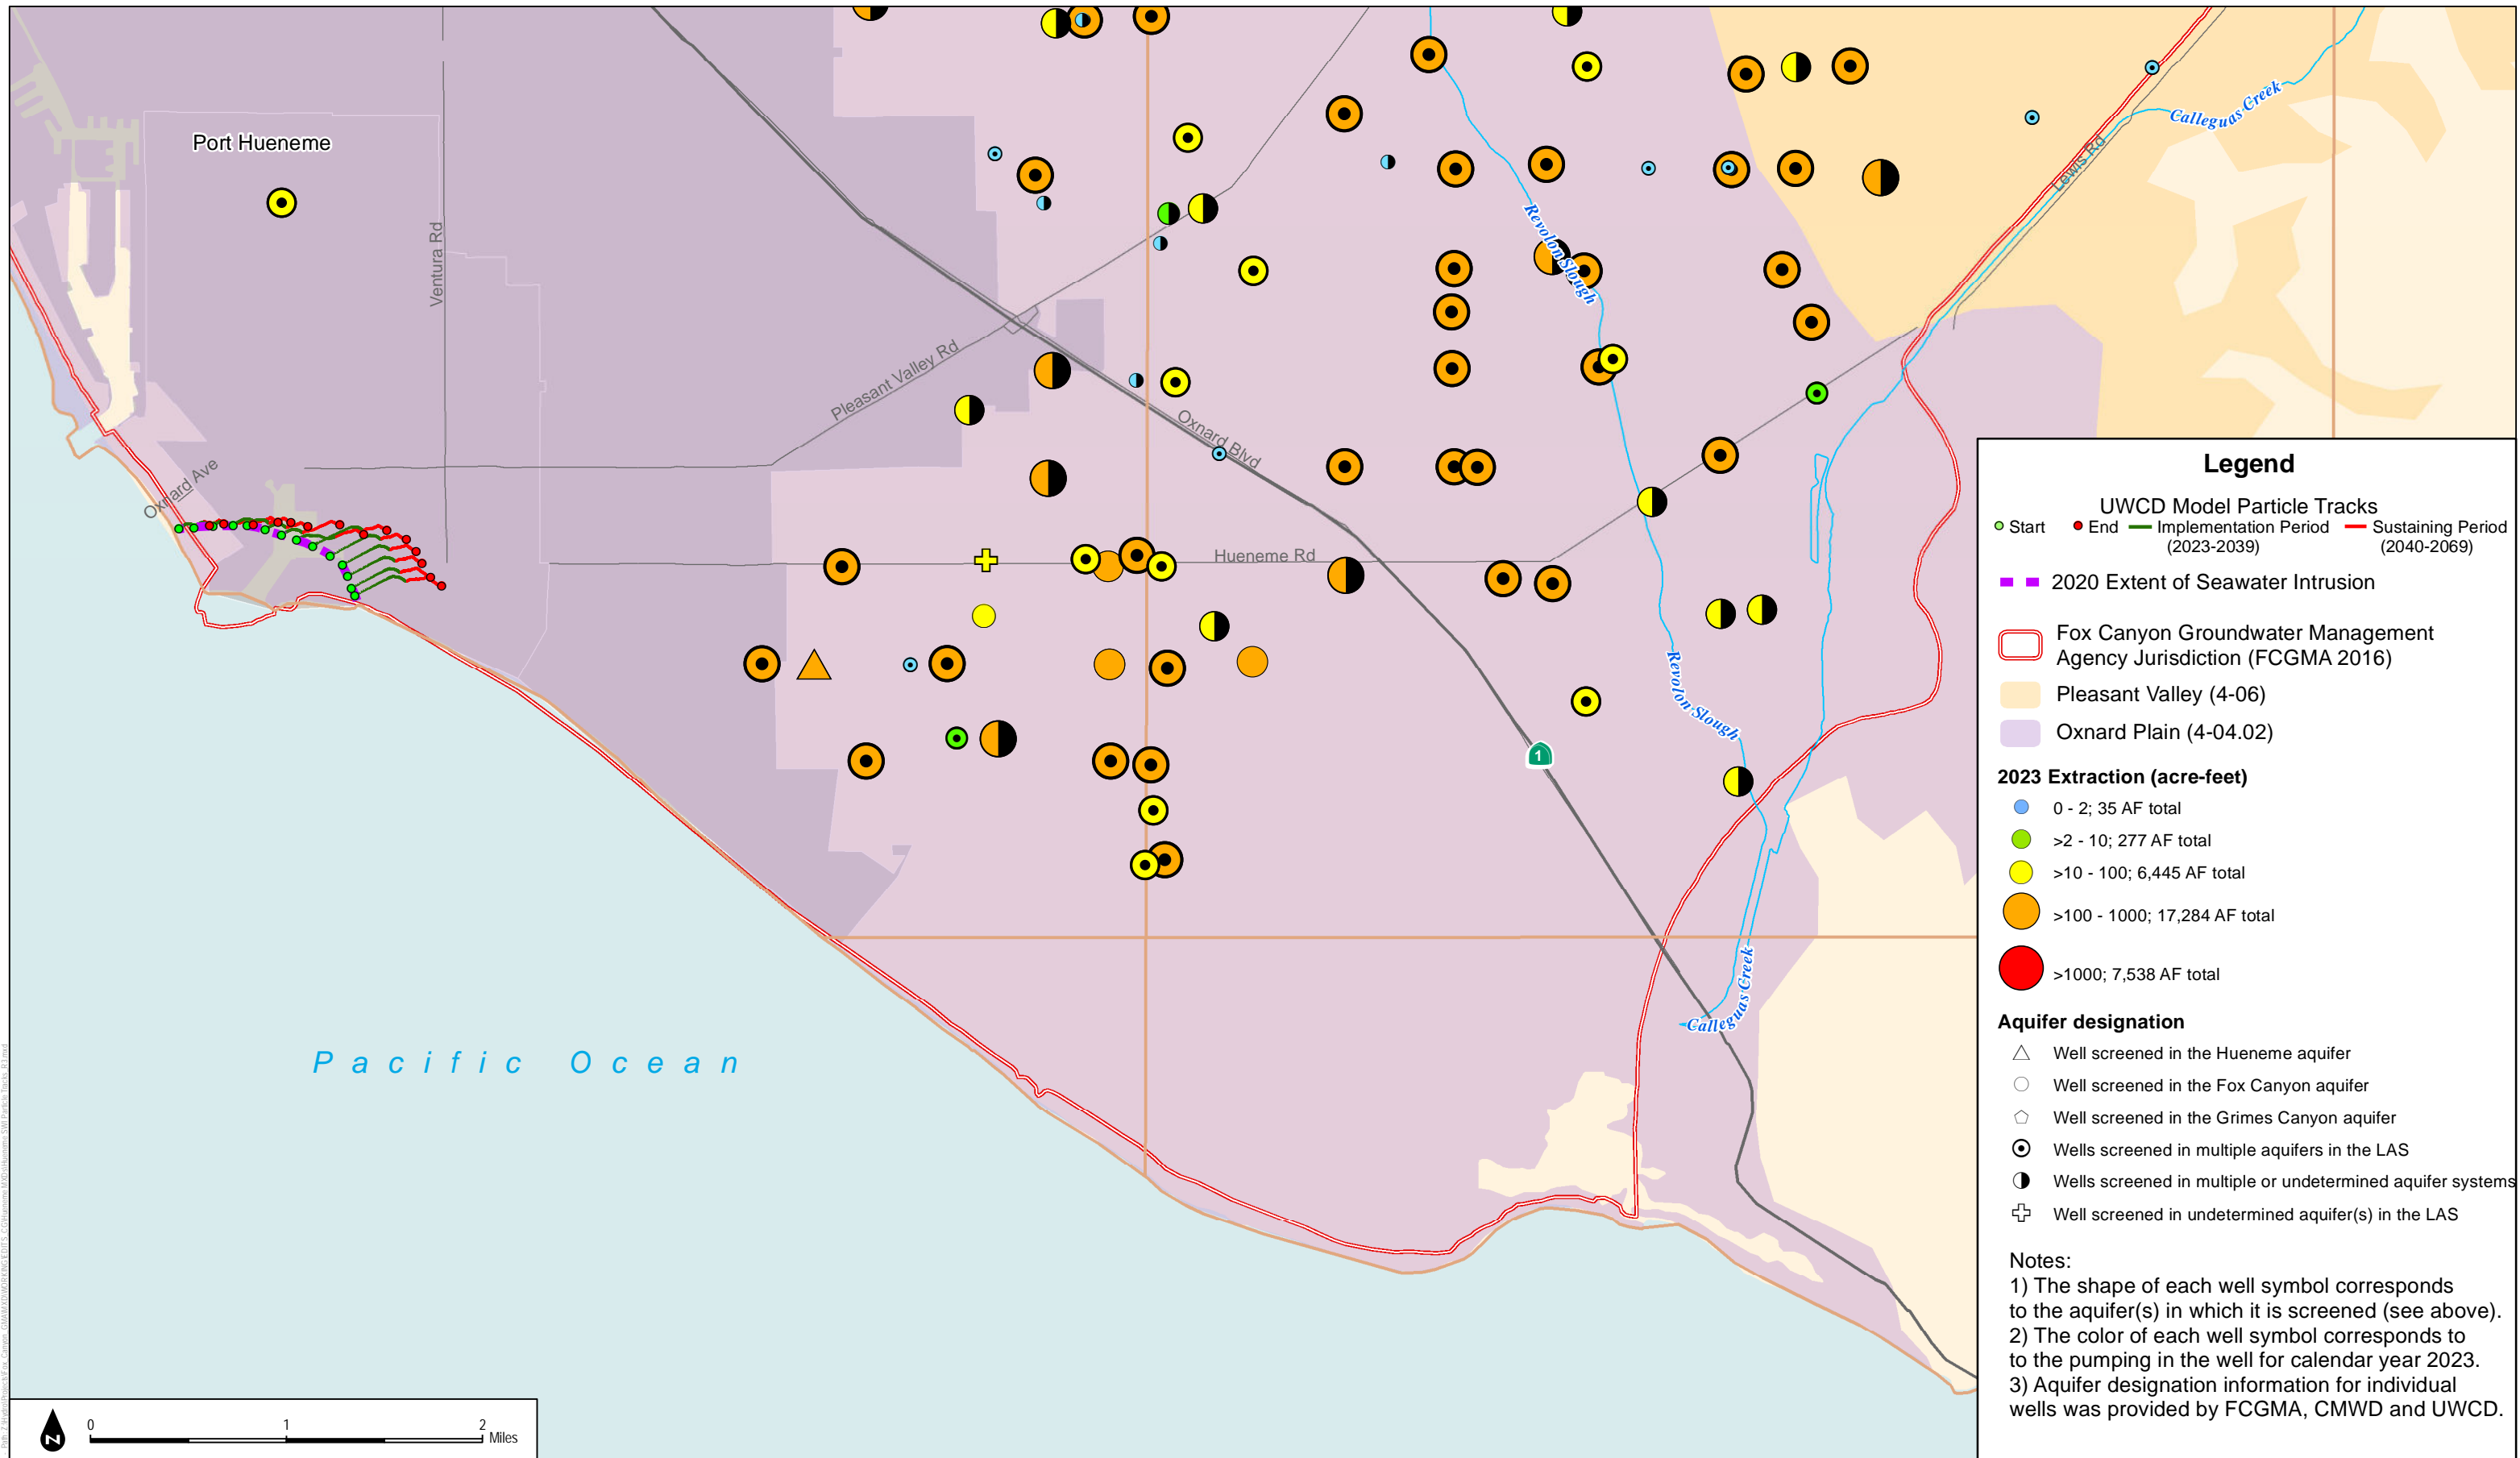 Port Hueneme
Calleguas Creek
Lewis Rd
Ventura Rd
Revolon Slough
Pleasant Valley Rd
Oxnard Blvd
Oxnard Ave
Hueneme Rd
Revolon Slough
1
Calleguas Creek
Pacific Ocean
N
0 1 2
Miles
Legend
UWCD Model Particle Tracks
Start End Implementation Period Sustaining Period
(2023-2039) (2040-2069)
2020 Extent of Seawater Intrusion
Fox Canyon Groundwater Management
Agency Jurisdiction (FCGMA 2016)
Pleasant Valley (4-06)
Oxnard Plain (4-04.02)
2023 Extraction (acre-feet)
0 - 2; 35 AF total
>2 - 10; 277 AF total
>10 - 100; 6,445 AF total
>100 - 1000; 17,284 AF total
>1000; 7,538 AF total
Aquifer designation
Well screened in the Hueneme aquifer
Well screened in the Fox Canyon aquifer
Well screened in the Grimes Canyon aquifer
Wells screened in multiple aquifers in the LAS
Wells screened in multiple or undetermined aquifer systems
Well screened in undetermined aquifer(s) in the LAS
Notes:
1) The shape of each well symbol corresponds
to the aquifer(s) in which it is screened (see above).
2) The color of each well symbol corresponds to
to the pumping in the well for calendar year 2023.
3) Aquifer designation information for individual
wells was provided by FCGMA, CMWD and UWCD.